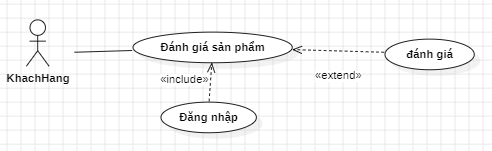 Đánh giá sản phẩm
đánh giá
KhachHang
«include»
«extend»
Đăng nhập